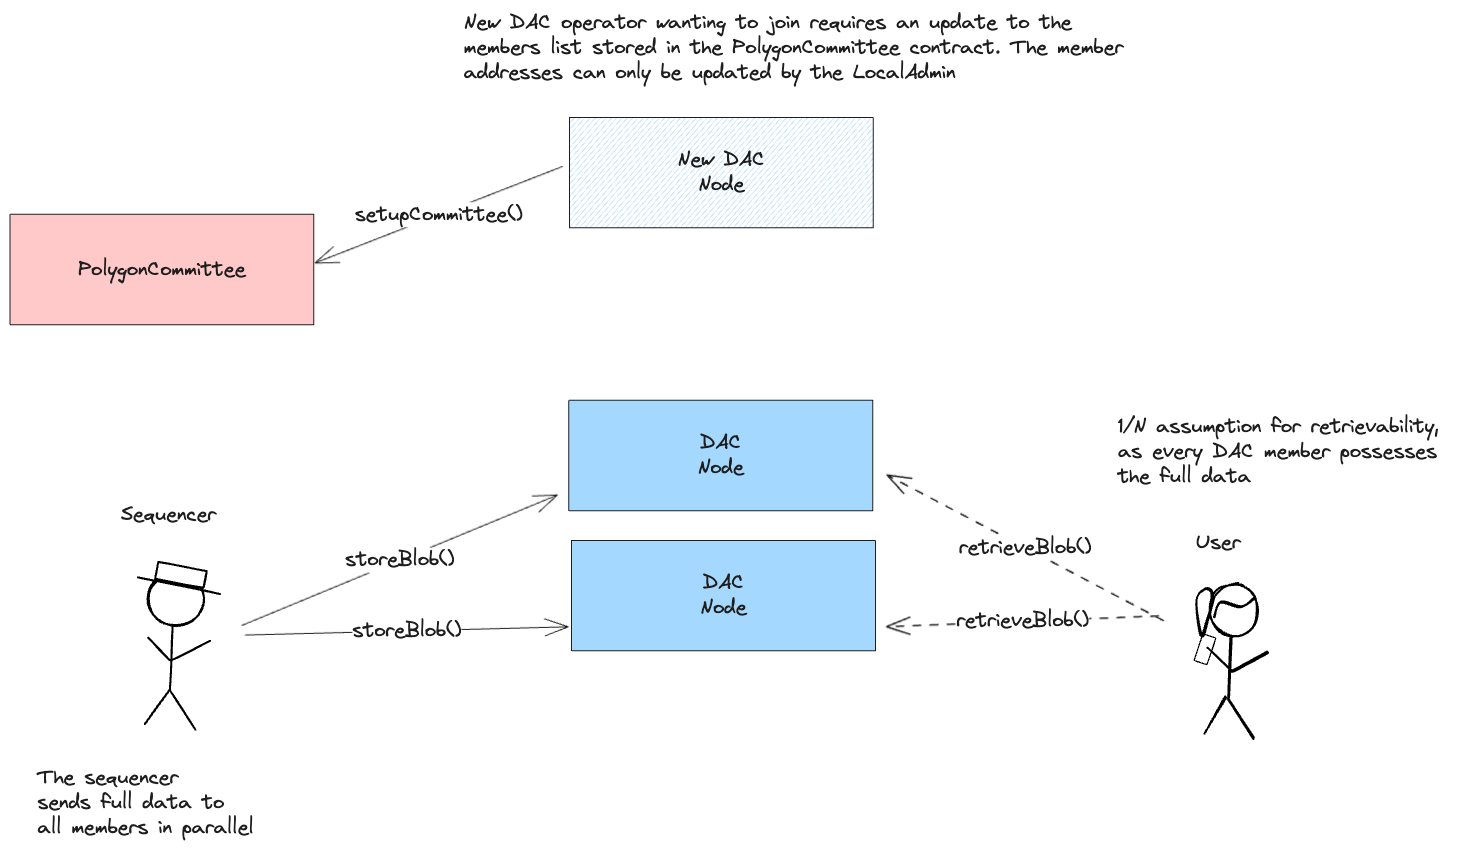 New DAC operator wanting to join requires an update to the
members list stored in the PolygonCommittee contract. The member
addresses can only be updated by the LocalAdmin
New DAC
Node
setupCommittee()
PolygonCommittee
DAC
Node
1/N assumption for retrievability,
as every DAC member possesses
the full data
Sequencer
storeBlob()
retrieveBlob()
User
DAC
Node
storeBlob()
retrieveBlob()
The sequencer
sends full data to
all members in parallel